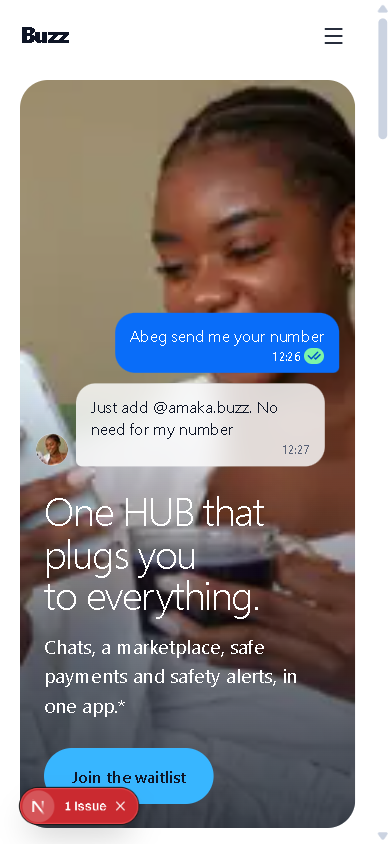 Buzz
Abeg send me your number
12:26
Just add @amaka.buzz. No
need for my number
12:27
One HUB that
plugs you
to everything.
Chats, a marketplace, safe
payments and safety alerts, in
one app.*
Join the waitlist
N 1 Issue